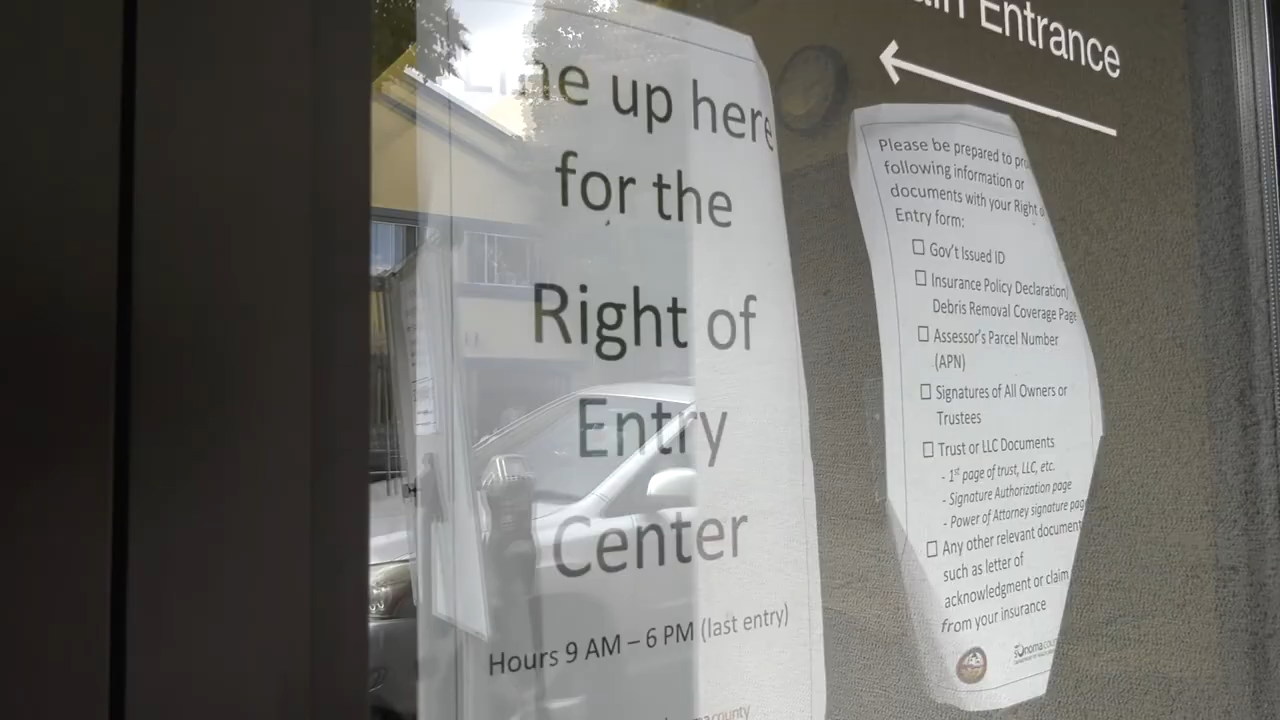 Line up here
for the
Right of
Entry
Center
Hours 9 AM – 6 PM (last entry)
county
Entrance
Please be prepared to
following information or
documents with your Right
Entry form:
Gov't Issued ID
Insurance Policy Declaration
Debris Removal Coverage Page
Assessor's Parcel Number
(APN)
Signatures of All Owners or
Trustees
Trust or LLC Documents
- 1st page of trust, LLC, etc.
- Signature Authorization page
- Power of Attorney signature pag
Any other relevant document
such as letter of
acknowledgment or claim
from your insurance
sonoma